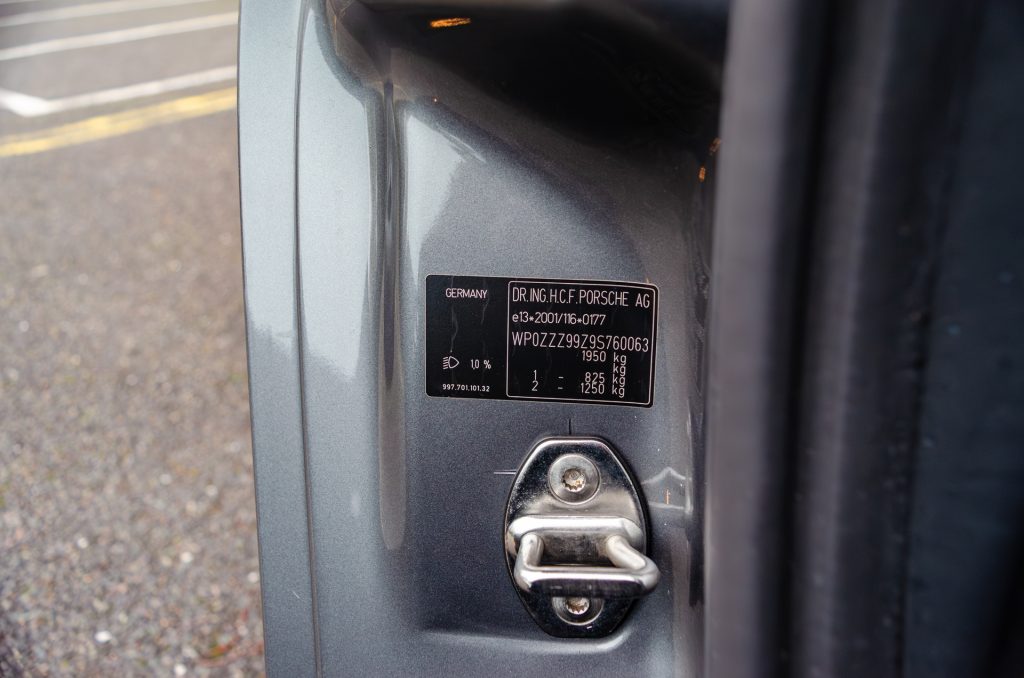 GERMANY
1,0 %
997.701.101.32
DR.ING.H.C.F.PORSCHE AG
e13*2001/116*0177
WP0ZZZ99Z9S760063
1950 kg
kg
1 - 825 kg
2 - 1250 kg